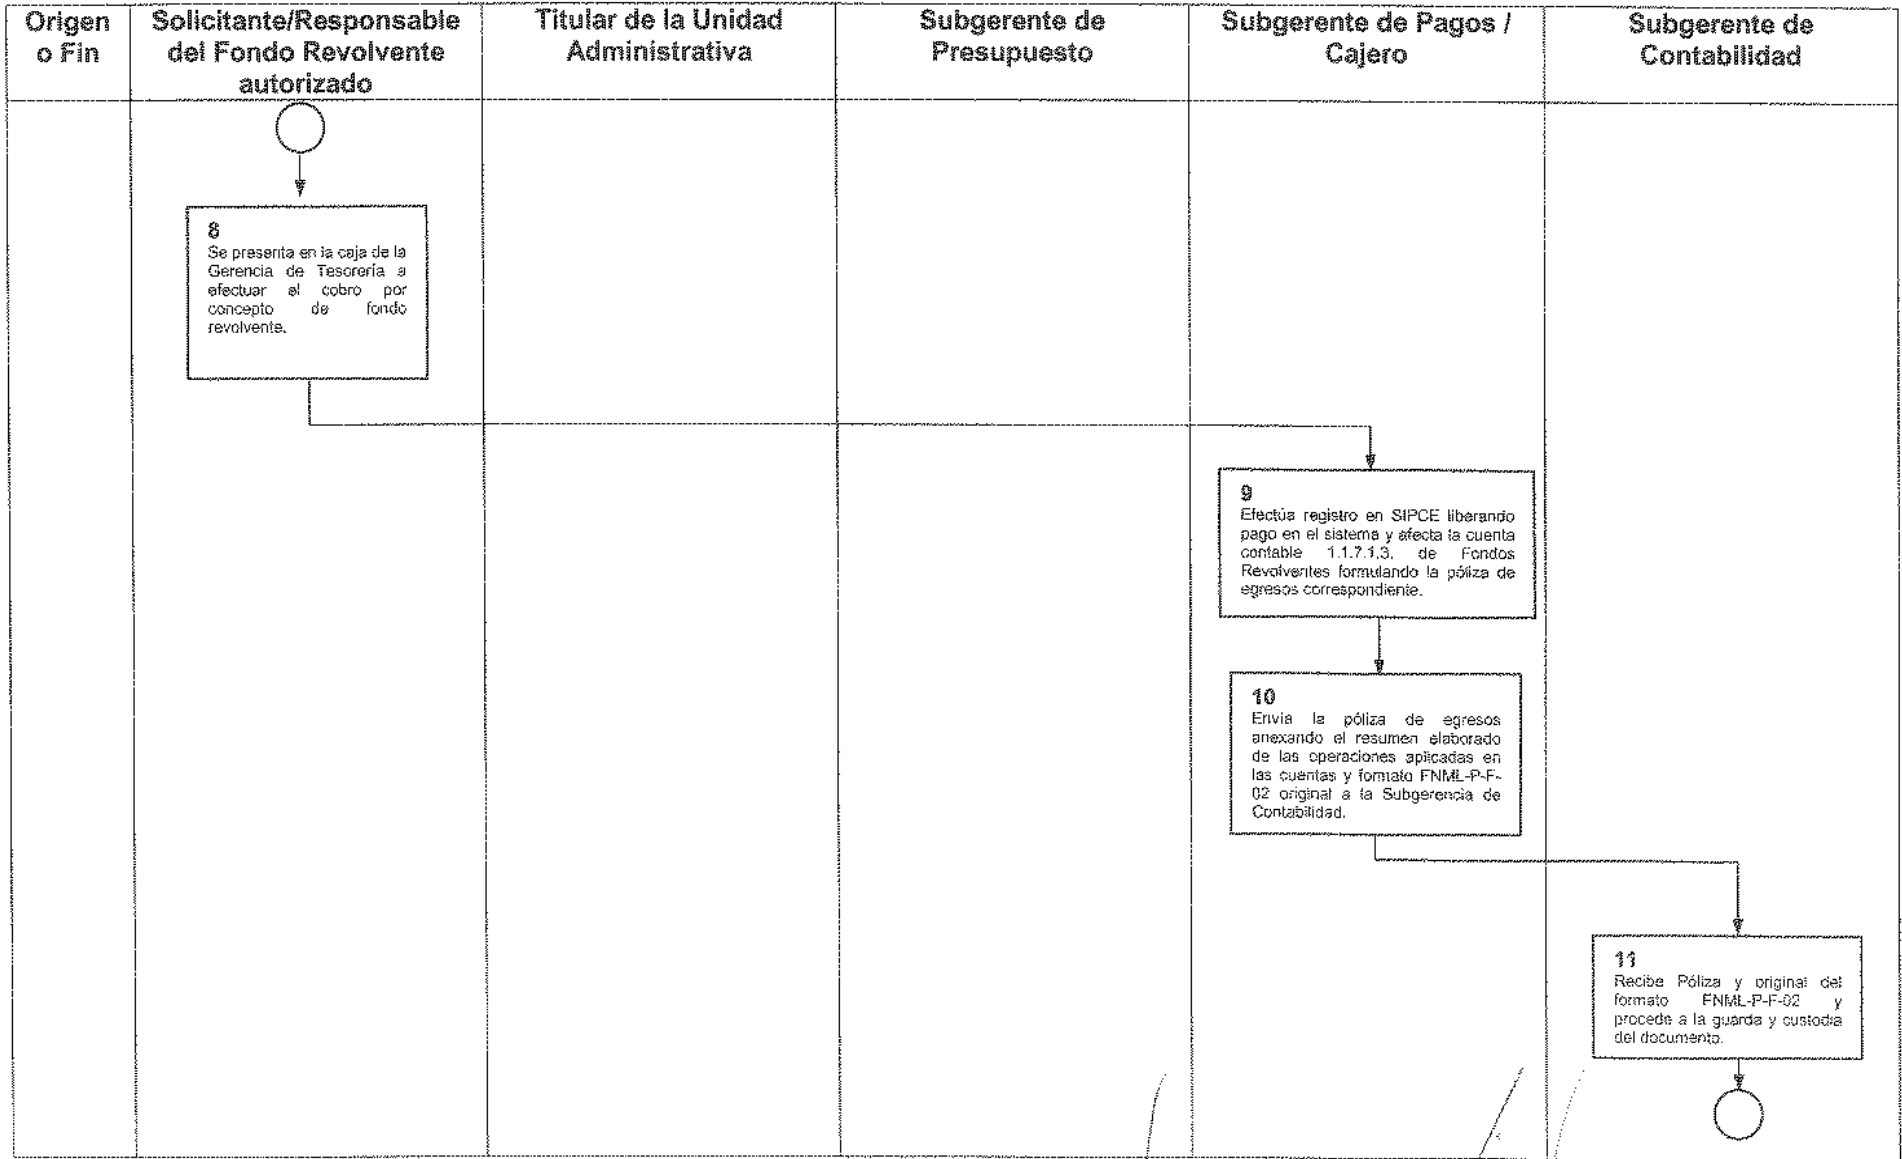 Origen
o Fin
Solicitante/Responsable
del Fondo Revolvente
autorizado
Titular de la Unidad
Administrativa
Subgerente de
Presupuesto
Subgerente de Pagos /
Cajero
Subgerente de
Contabilidad
8
Se presenta en la caja de la
Gerencia de Tesorería a
efectuar el cobro por
concepto de fondo
revolvente.
9
Efectúa registro en SIPCE liberando
pago en el sistema y afecta la cuenta
contable 1.1.7.1.3. de Fondos
Revolventes formulando la póliza de
egresos correspondiente.
10
Envía la póliza de egresos
anexando el resumen elaborado
de las operaciones aplicadas en
las cuentas y formato FNML-P-F-
02 original a la Subgerencia de
Contabilidad.
11
Recibe Póliza y original del
formato FNML-P-F-02 y
procede a la guarda y custodia
del documento.